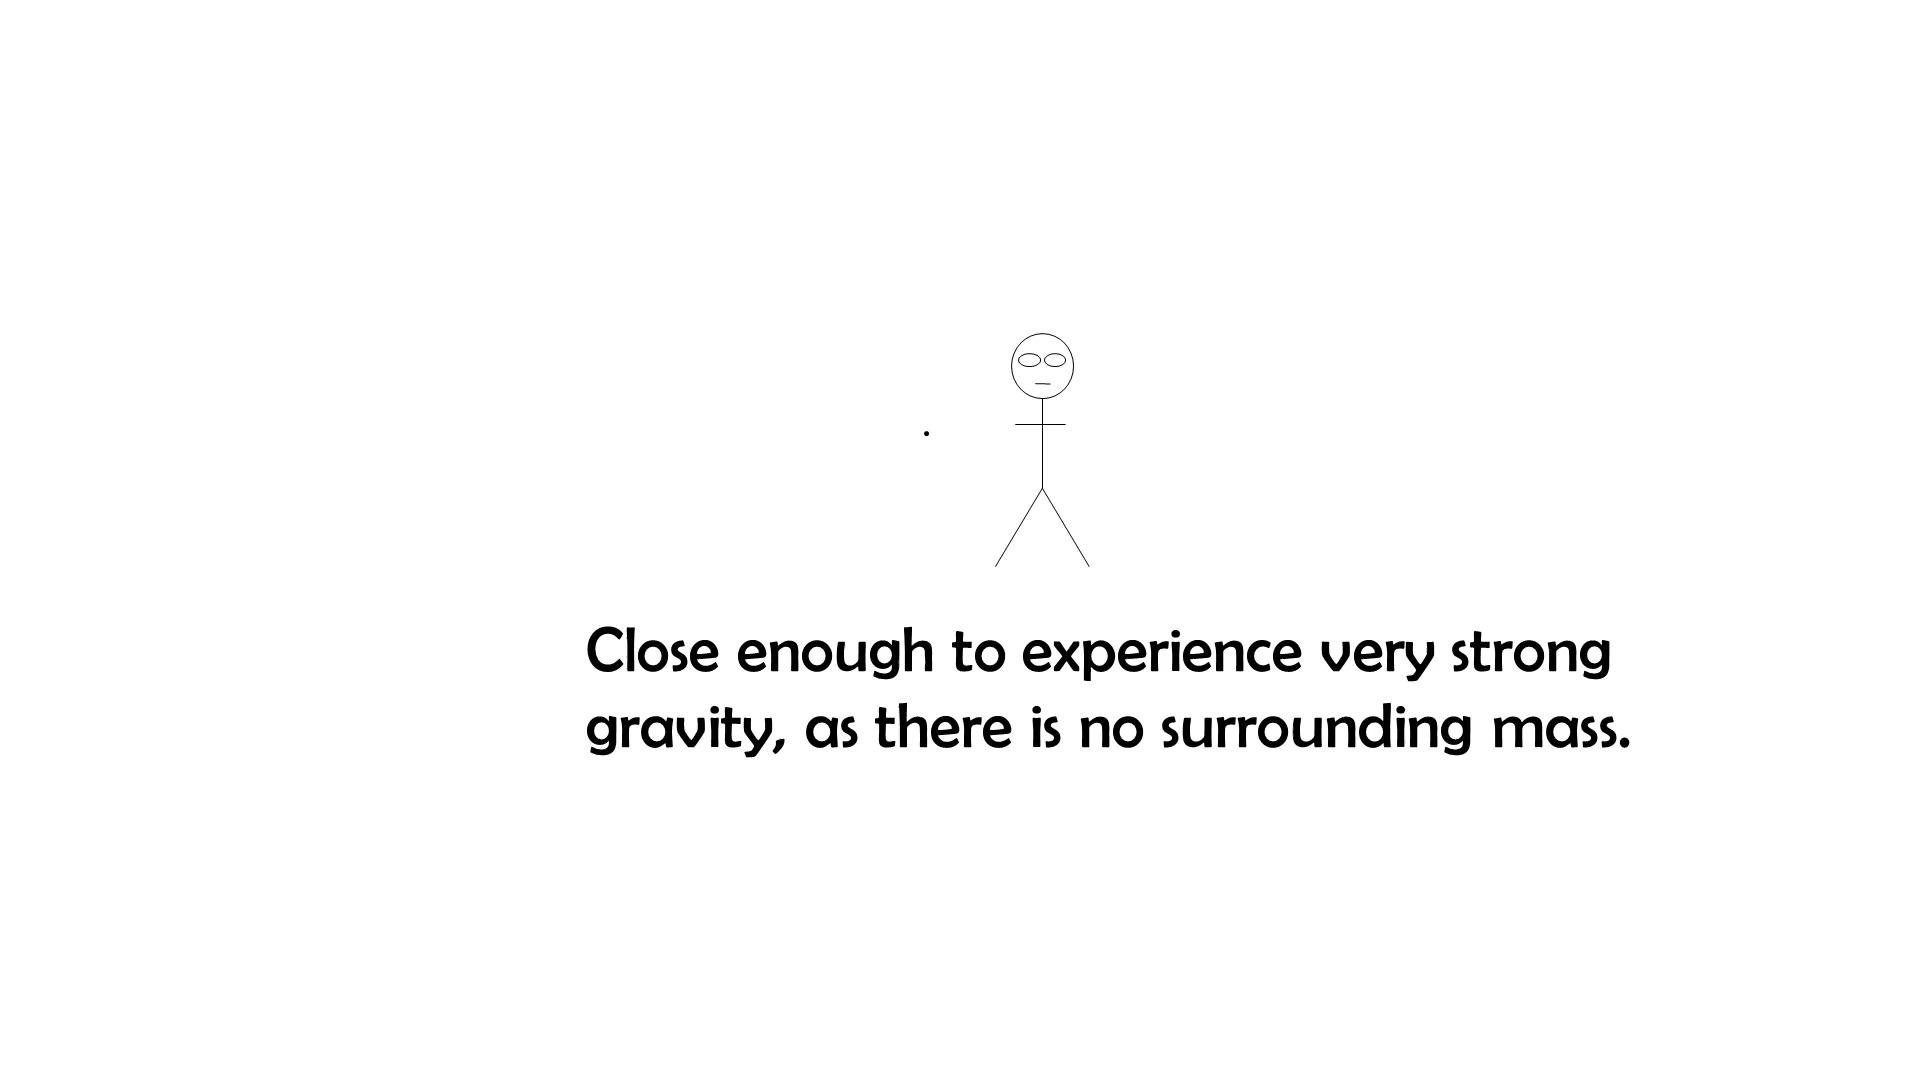 Close enough to experience very strong
gravity, as there is no surrounding mass.